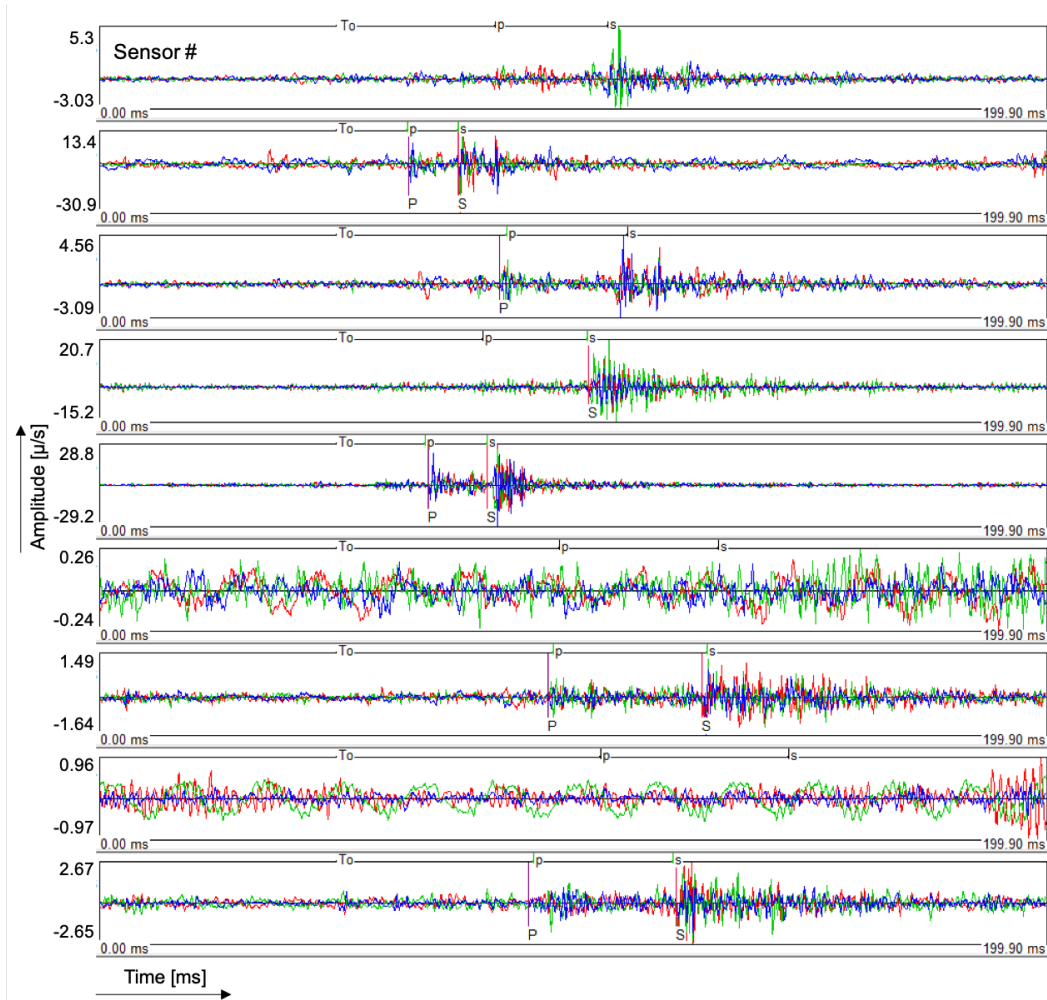 To p s
5.3
Sensor #
-3.03
0.00 ms 199.90 ms
To p s
13.4
-30.9
P S
0.00 ms 199.90 ms
To p s
4.56
-3.09
P
0.00 ms 199.90 ms
To p s
20.7
-15.2
S
0.00 ms 199.90 ms
To p s
28.8
-29.2
P S
0.00 ms 199.90 ms
To p s
0.26
-0.24
0.00 ms 199.90 ms
To p s
1.49
-1.64
P S
0.00 ms 199.90 ms
To p s
0.96
-0.97
0.00 ms 199.90 ms
To p s
2.67
-2.65
P S
0.00 ms 199.90 ms
Amplitude [µ/s]
Time [ms]